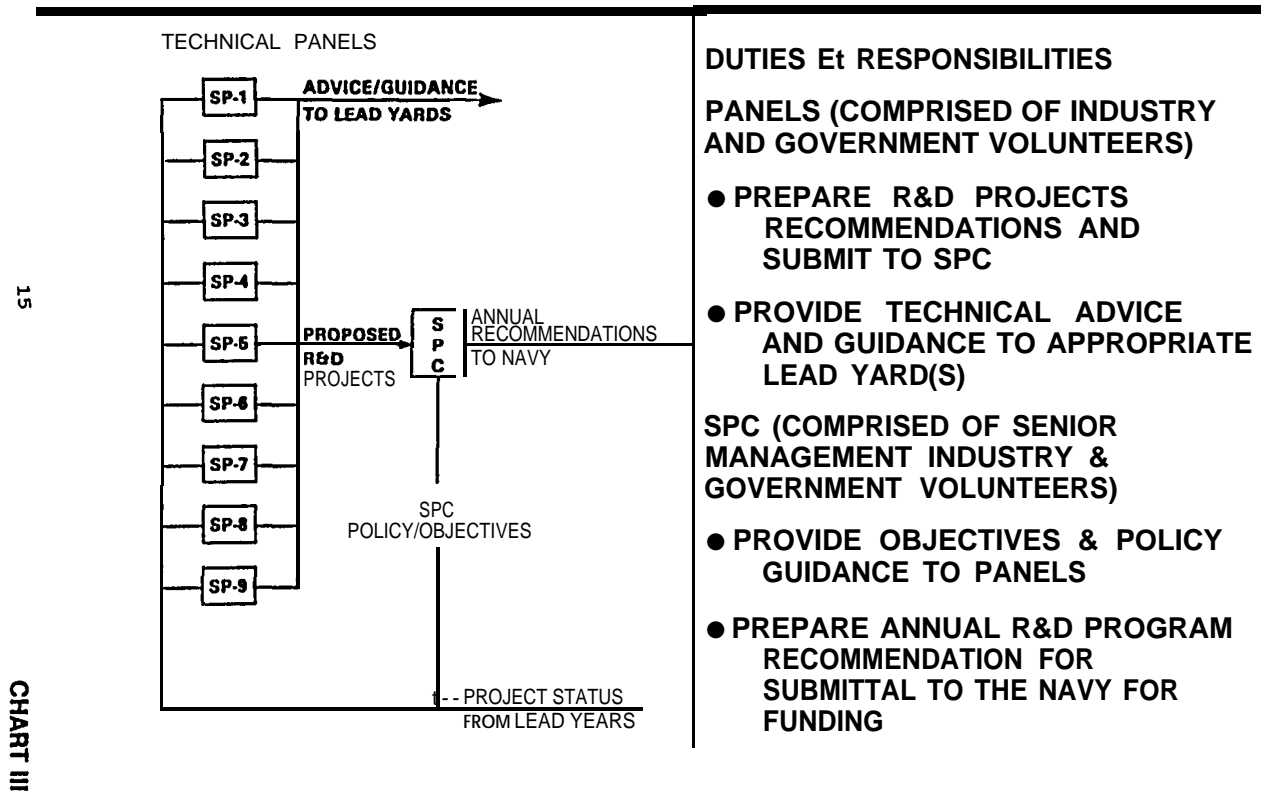 TECHNICAL PANELS
SP-1
SP-2
SP-3
SP-4
SP-5
SP-6
SP-7
SP-8
SP-9
ADVICE/GUIDANCE
TO LEAD YARDS
PROPOSED
R&D
PROJECTS
S
P
C
ANNUAL
RECOMMENDATIONS
TO NAVY
SPC
POLICY/OBJECTIVES
t - - PROJECT STATUS
FROM LEAD YEARS
DUTIES Et RESPONSIBILITIES
PANELS (COMPRISED OF INDUSTRY
AND GOVERNMENT VOLUNTEERS)
● PREPARE R&D PROJECTS
RECOMMENDATIONS AND
SUBMIT TO SPC
● PROVIDE TECHNICAL ADVICE
AND GUIDANCE TO APPROPRIATE
LEAD YARD(S)
SPC (COMPRISED OF SENIOR
MANAGEMENT INDUSTRY &
GOVERNMENT VOLUNTEERS)
● PROVIDE OBJECTIVES & POLICY
GUIDANCE TO PANELS
● PREPARE ANNUAL R&D PROGRAM
RECOMMENDATION FOR
SUBMITTAL TO THE NAVY FOR
FUNDING
15
CHART III